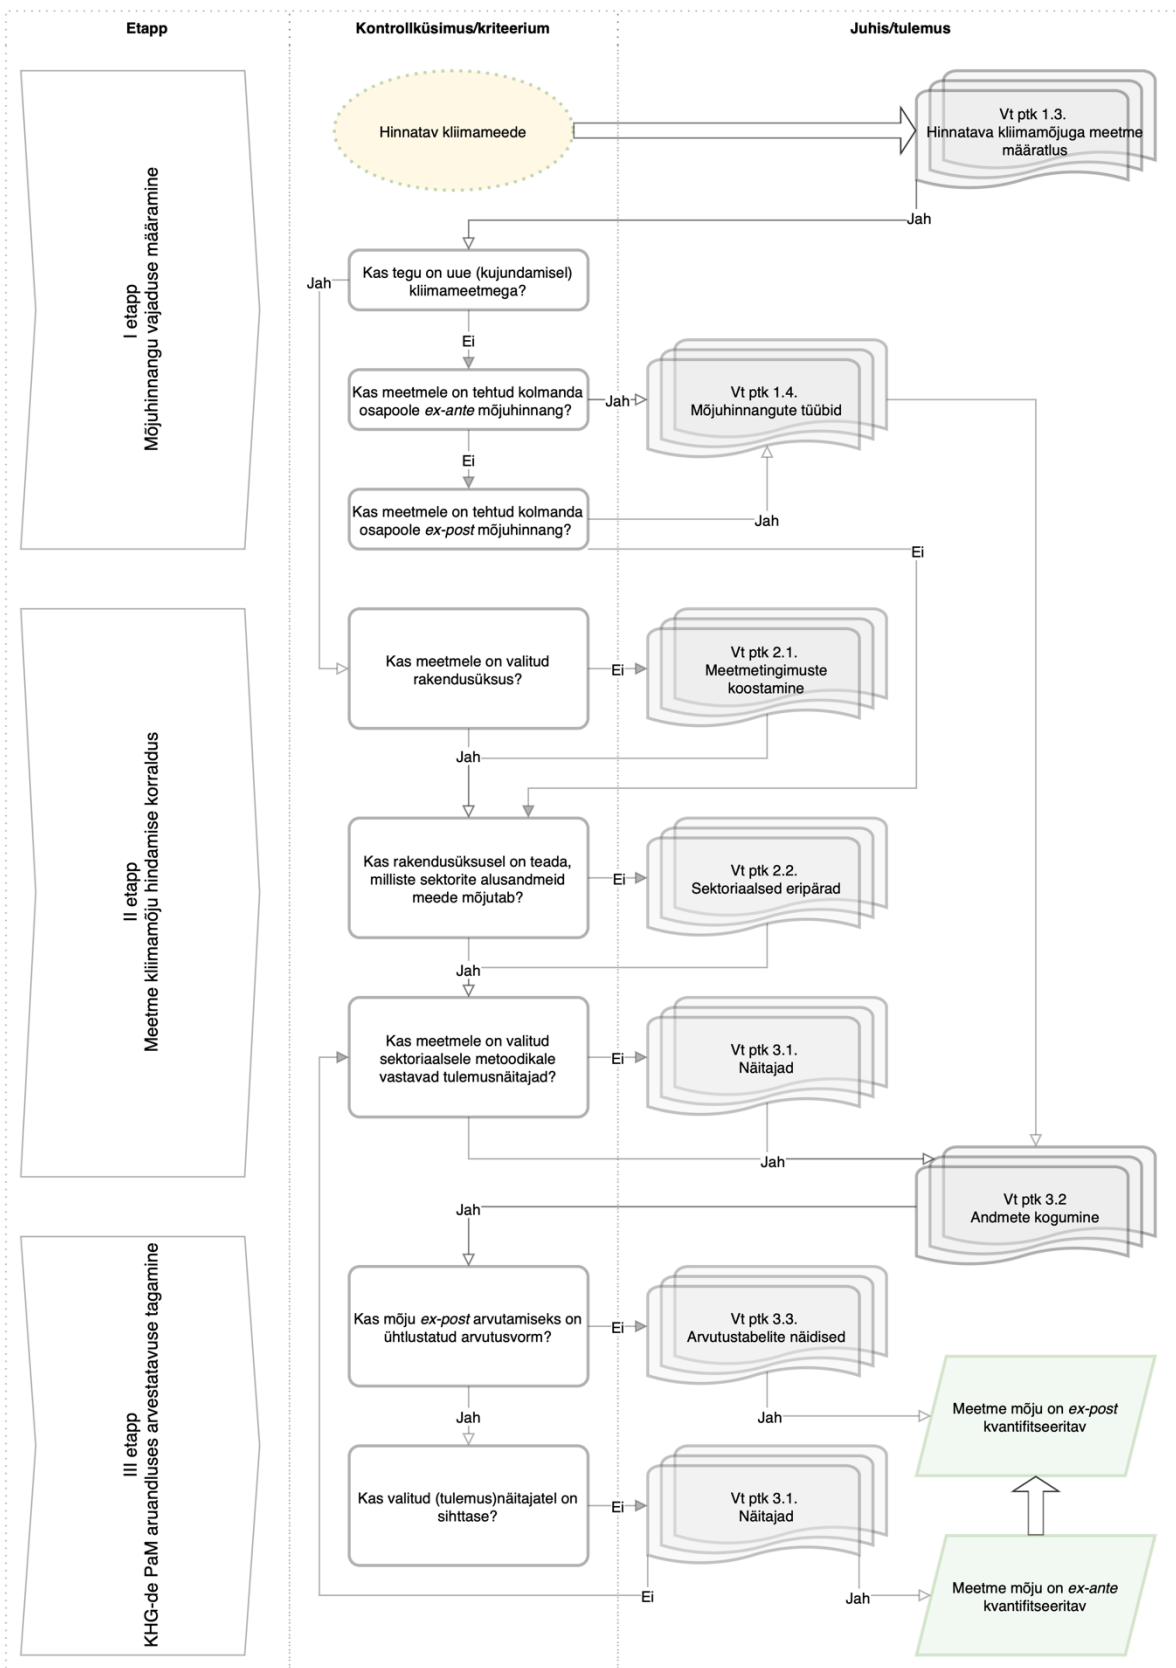 Etapp
Kontrollküsimus/kriteerium
Juhis/tulemus
I etapp
Mõjuhinnangu vajaduse määramine
Hinnatav kliimameede
Vt ptk 1.3.
Hinnatava kliimamõjuga meetme
määratlus
Jah
Kas tegu on uue (kujundamisel)
kliimameetmega?
Jah
Ei
Kas meetmele on tehtud kolmanda
osapoole ex-ante mõjuhinnang?
Jah
Vt ptk 1.4.
Mõjuhinnangute tüübid
Ei
Kas meetmele on tehtud kolmanda
osapoole ex-post mõjuhinnang?
Jah
Ei
II etapp
Meetme kliimamõju hindamise korraldus
Kas meetmele on valitud
rakendusüksus?
Ei
Vt ptk 2.1.
Meetmetingimuste
koostamine
Jah
Kas rakendusüksusel on teada,
milliste sektorite alusandmeid
meede mõjutab?
Ei
Vt ptk 2.2.
Sektoriaalsed eripärad
Jah
Kas meetmele on valitud
sektoriaalsele metoodikale
vastavad tulemusnäitajad?
Ei
Vt ptk 3.1.
Näitajad
Jah
Vt ptk 3.2
Andmete kogumine
Jah
III etapp
KHG-de PaM aruandluses arvestatavuse tagamine
Kas mõju ex-post arvutamiseks on
ühtlustatud arvutusvorm?
Ei
Vt ptk 3.3.
Arvutustabelite näidised
Jah
Jah
Meetme mõju on ex-post
kvantifitseeritav
Kas valitud (tulemus)näitajatel on
sihttase?
Ei
Vt ptk 3.1.
Näitajad
Ei
Jah
Meetme mõju on ex-ante
kvantifitseeritav